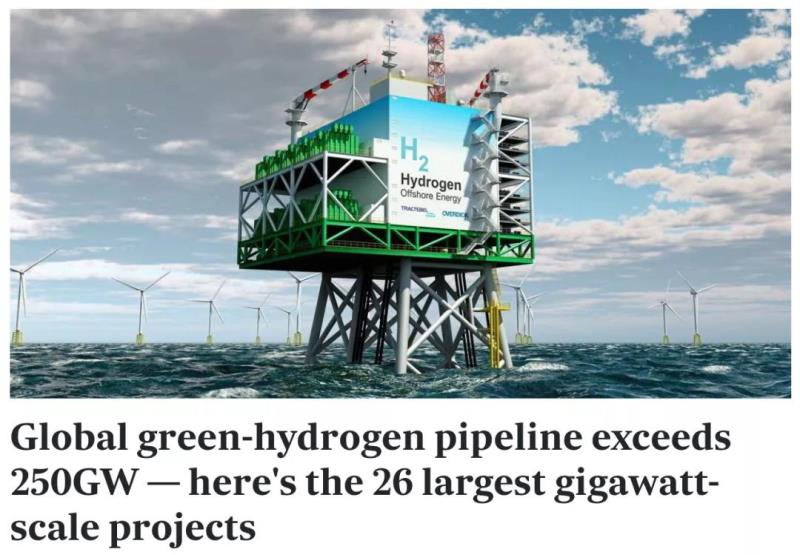 H2
Hydrogen
Offshore Energy
TRACTEBEL
OVERDICK
Global green-hydrogen pipeline exceeds
250GW — here's the 26 largest gigawatt-
scale projects